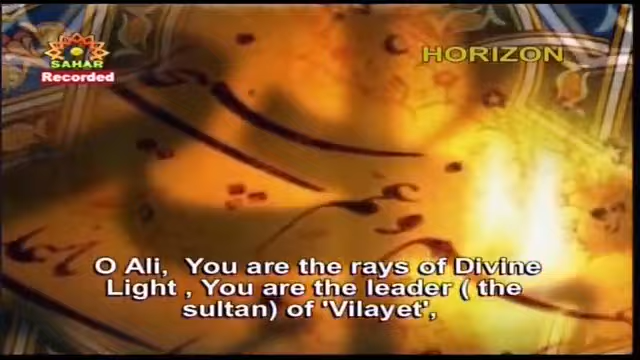 HORIZON
SAHAR
Recorded
O Ali, You are the rays of Divine
Light , You are the leader ( the
sultan) of 'Vilayet',